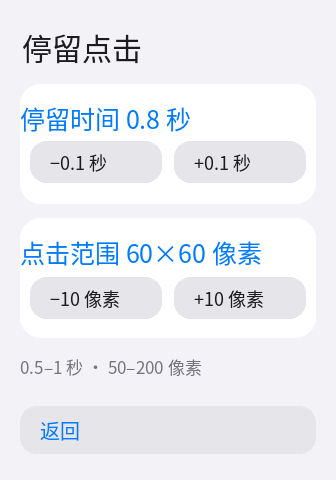 停留点击
停留时间 0.8 秒
−0.1 秒
+0.1 秒
点击范围 60×60 像素
−10 像素
+10 像素
0.5–1 秒 · 50–200 像素
返回